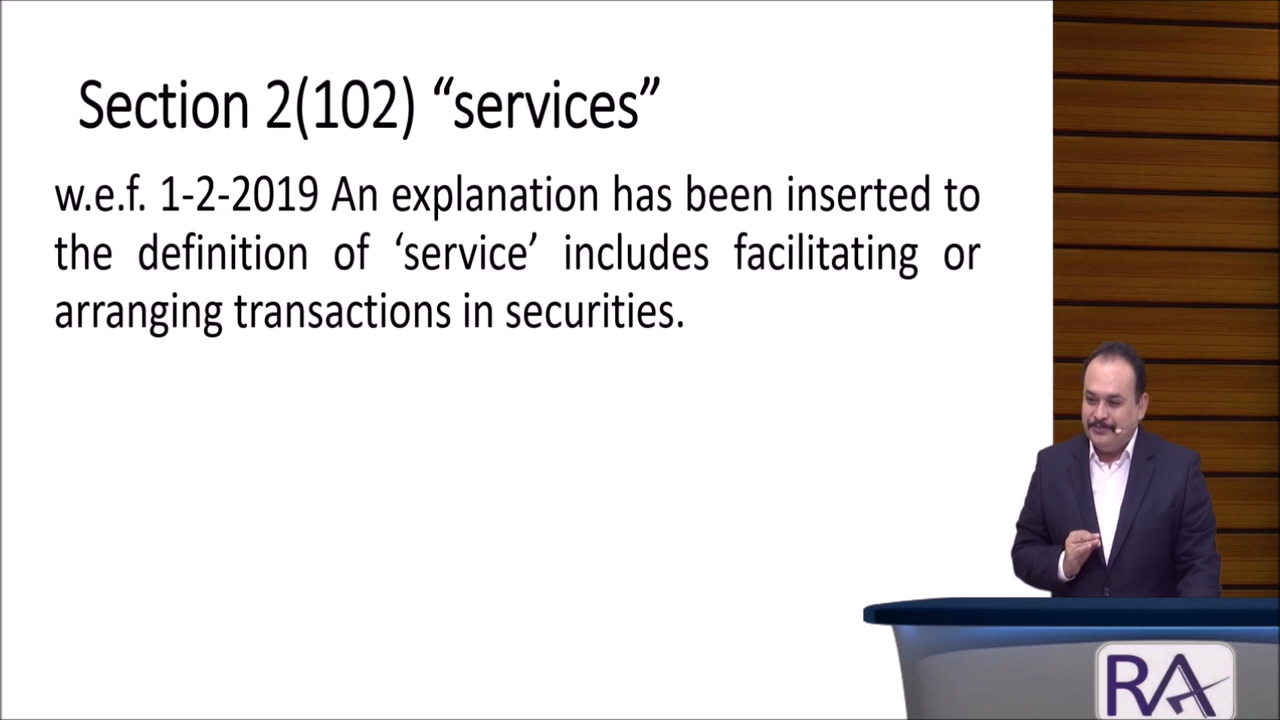 Section 2(102) “services”
w.e.f. 1-2-2019 An explanation has been inserted to
the definition of ‘service’ includes facilitating or
arranging transactions in securities.
RA